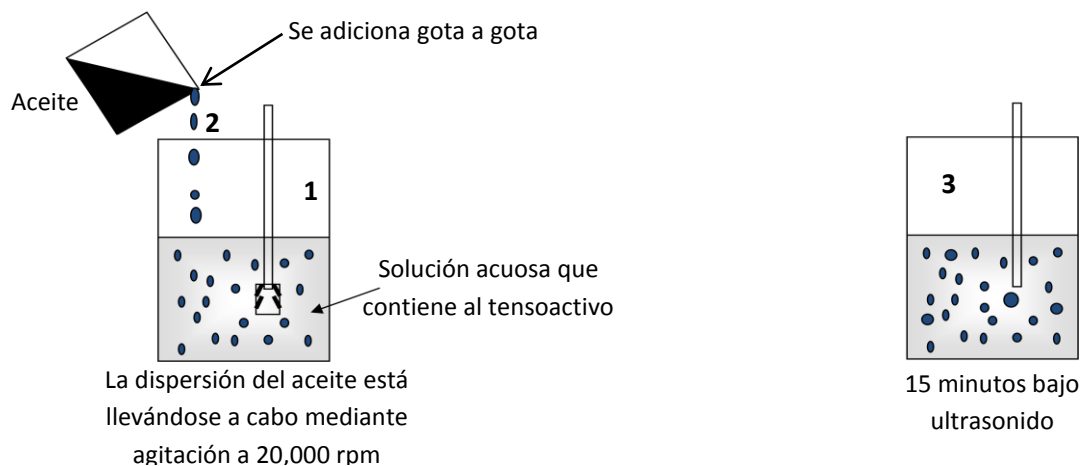 Se adiciona gota a gota
Aceite
2
1
Solución acuosa que
contiene al tensoactivo
La dispersión del aceite está
llevándose a cabo mediante
agitación a 20,000 rpm
3
15 minutos bajo
ultrasonido